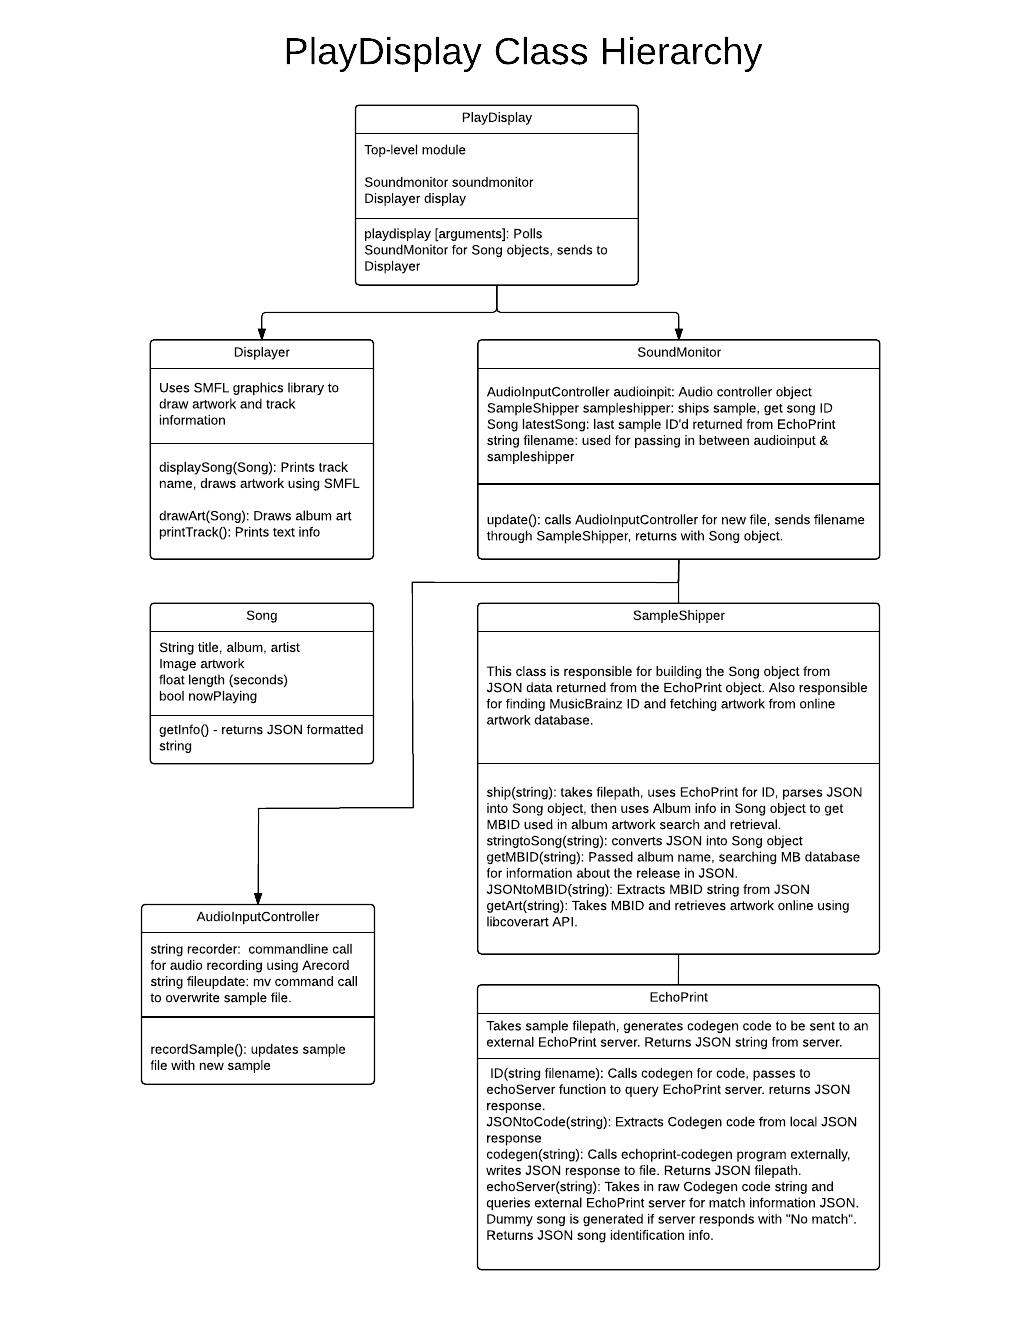 PlayDisplay Class Hierarchy
PlayDisplay
Top-level module
Soundmonitor soundmonitor
Displayer display
playdisplay [arguments]: Polls
SoundMonitor for Song objects, sends to
Displayer
Displayer
Uses SMFL graphics library to
draw artwork and track
information
displaySong(Song): Prints track
name, draws artwork using SMFL
drawArt(Song): Draws album art
printTrack(): Prints text info
SoundMonitor
AudioInputController audioinpit: Audio controller object
SampleShipper sampleshipper: ships sample, get song ID
Song latestSong: last sample ID'd returned from EchoPrint
string filename: used for passing in between audioinput &
sampleshipper
update(): calls AudioInputController for new file, sends filename
through SampleShipper, returns with Song object.
Song
String title, album, artist
Image artwork
float length (seconds)
bool nowPlaying
getInfo() - returns JSON formatted
string
SampleShipper
This class is responsible for building the Song object from
JSON data returned from the EchoPrint object. Also responsible
for finding MusicBrainz ID and fetching artwork from online
artwork database.
ship(string): takes filepath, uses EchoPrint for ID, parses JSON
into Song object, then uses Album info in Song object to get
MBID used in album artwork search and retrieval.
stringtoSong(string): converts JSON into Song object
getMBID(string): Passed album name, searching MB database
for information about the release in JSON.
JSONtoMBID(string): Extracts MBID string from JSON
getArt(string): Takes MBID and retrieves artwork online using
libcoverart API.
AudioInputController
string recorder:  commandline call
for audio recording using Arecord
string fileupdate: mv command call
to overwrite sample file.
recordSample(): updates sample
file with new sample
EchoPrint
Takes sample filepath, generates codegen code to be sent to an
external EchoPrint server. Returns JSON string from server.
ID(string filename): Calls codegen for code, passes to
echoServer function to query EchoPrint server. returns JSON
response.
JSONtoCode(string): Extracts Codegen code from local JSON
response
codegen(string): Calls echoprint-codegen program externally,
writes JSON response to file. Returns JSON filepath.
echoServer(string): Takes in raw Codegen code string and
queries external EchoPrint server for match information JSON.
Dummy song is generated if server responds with "No match".
Returns JSON song identification info.